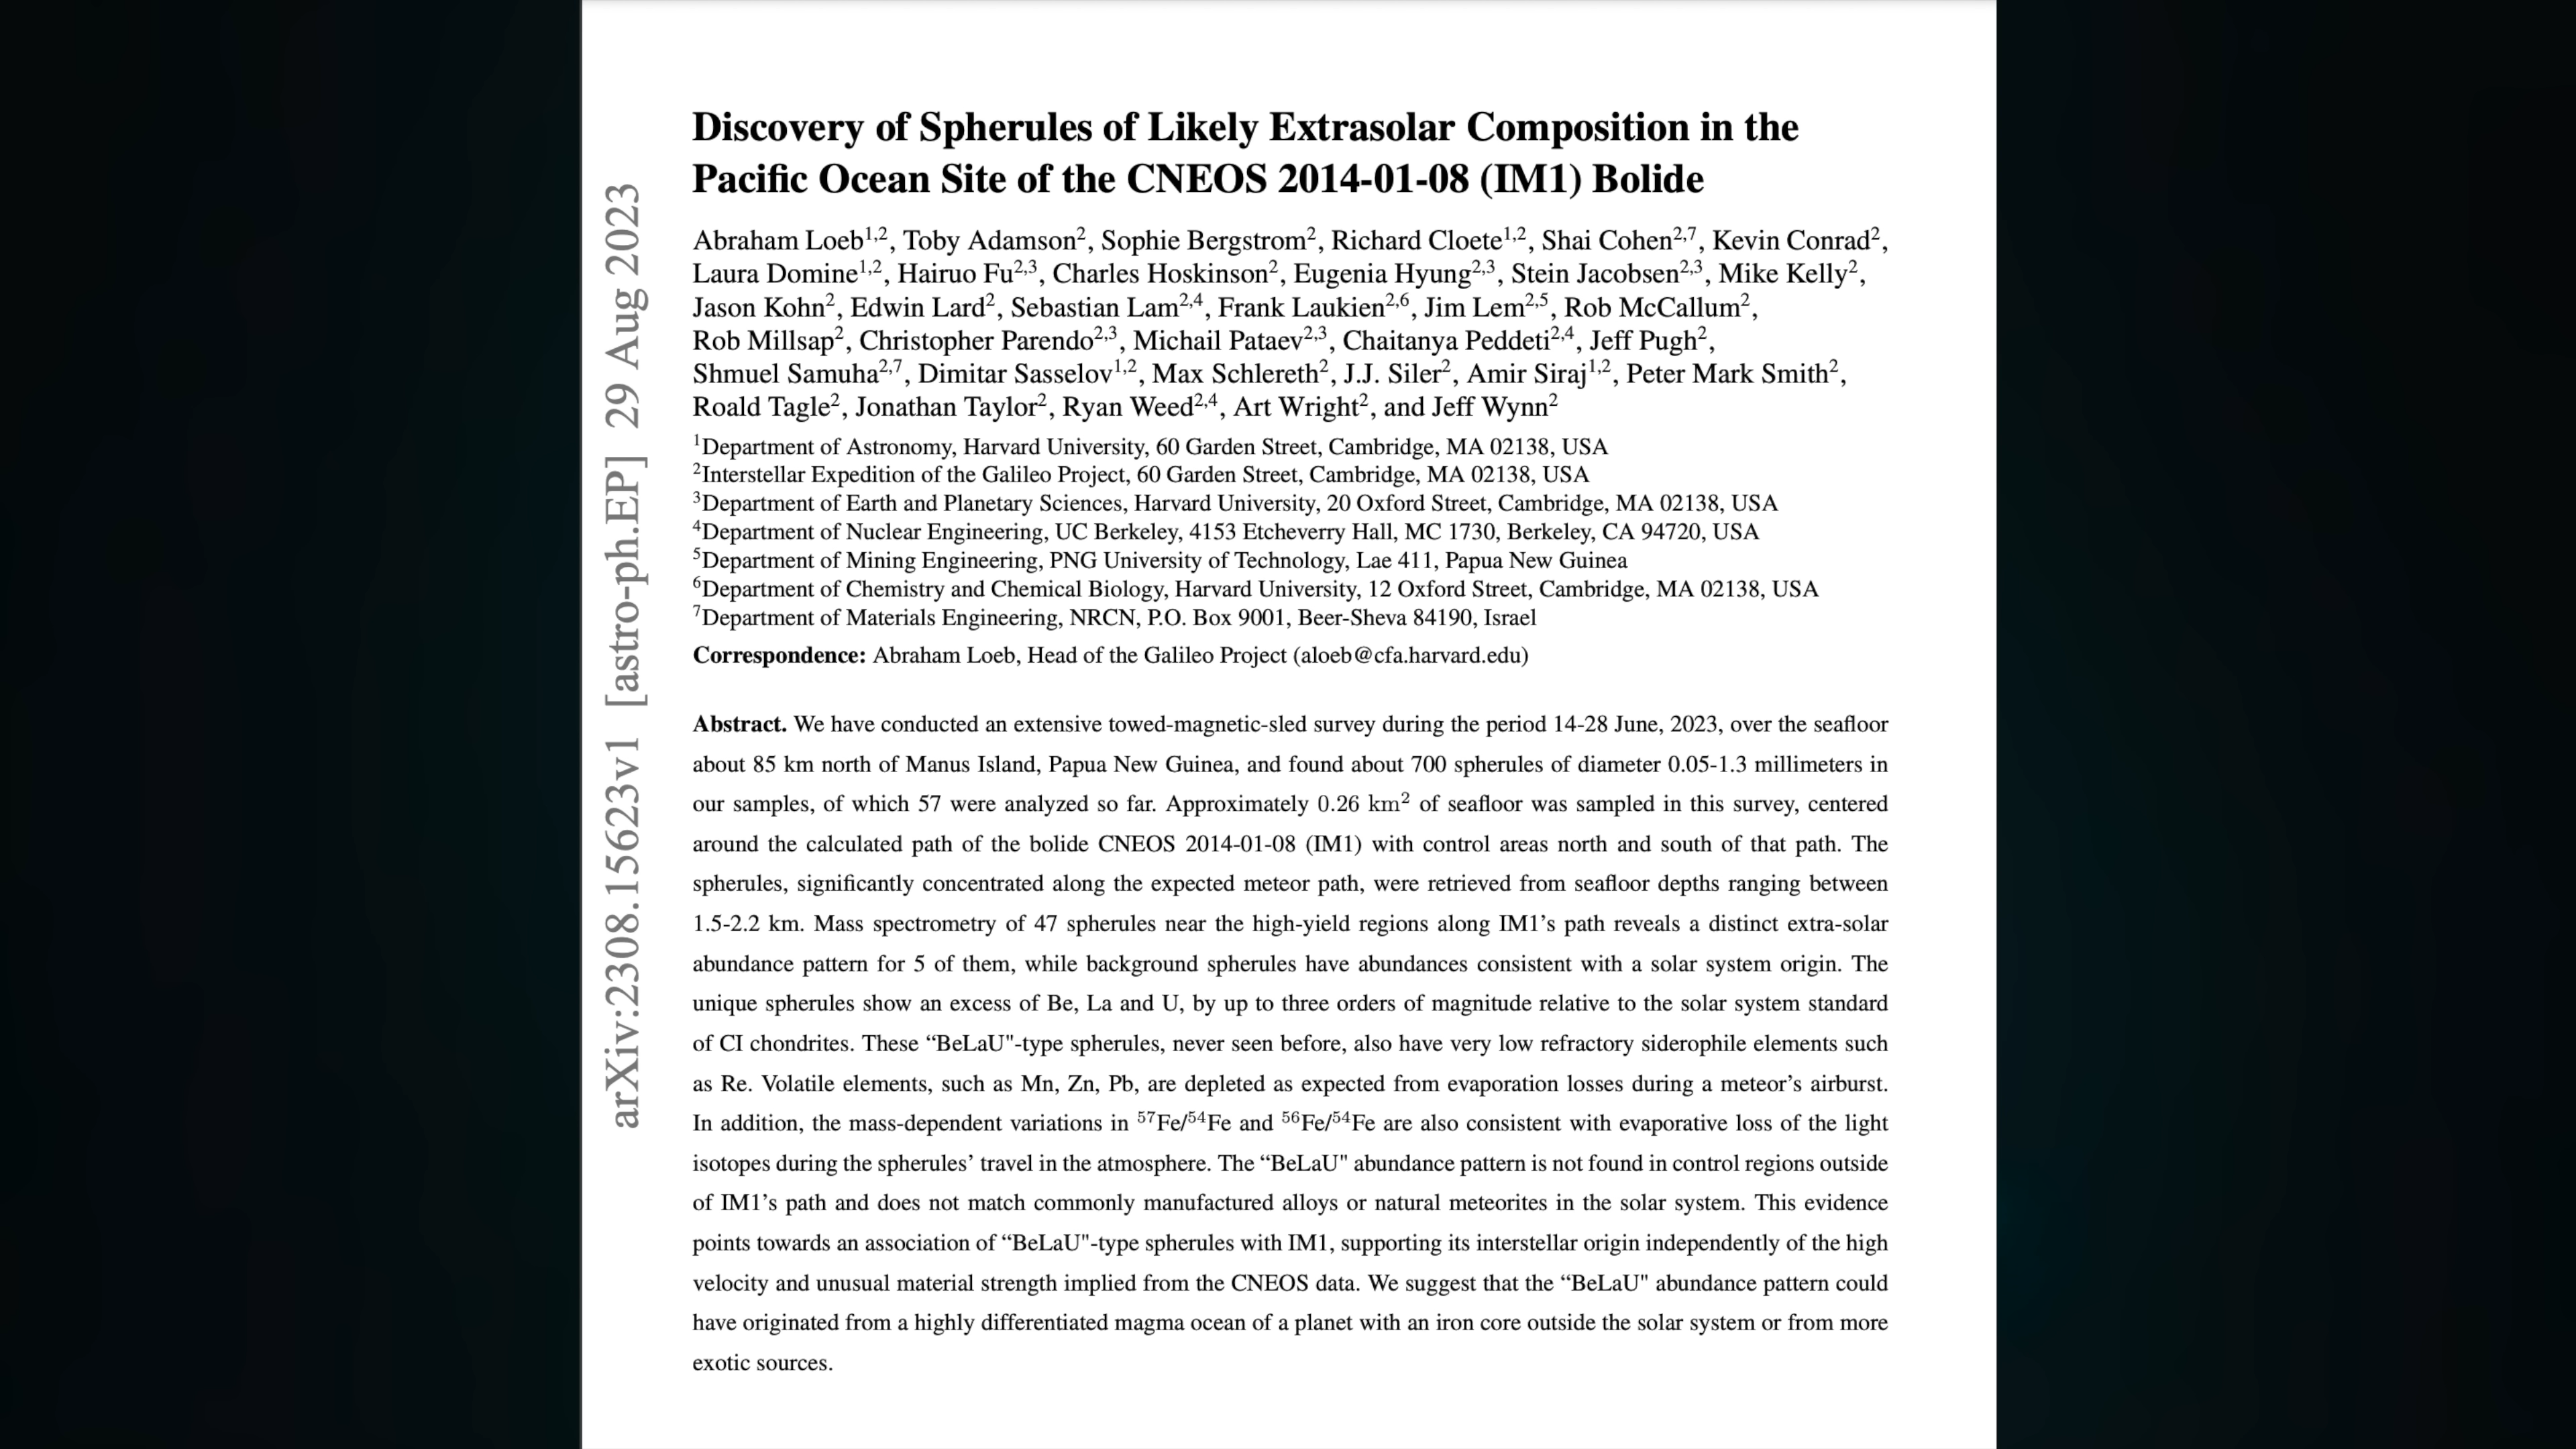 Discovery of Spherules of Likely Extrasolar Composition in the
Pacific Ocean Site of the CNEOS 2014-01-08 (IM1) Bolide
Abraham Loeb1,2, Toby Adamson2, Sophie Bergstrom2, Richard Cloete1,2, Shai Cohen2,7, Kevin Conrad2,
Laura Domine1,2, Hairuo Fu2,3, Charles Hoskinson2, Eugenia Hyung2,3, Stein Jacobsen2,3, Mike Kelly2,
Jason Kohn2, Edwin Lard2, Sebastian Lam2,4, Frank Laukien2,6, Jim Lem2,5, Rob McCallum2,
Rob Millsap2, Christopher Parendo2,3, Michail Pataev2,3, Chaitanya Peddeti2,4, Jeff Pugh2,
Shmuel Samuha2,7, Dimitar Sasselov1,2, Max Schlereth2, J.J. Siler2, Amir Siraj1,2, Peter Mark Smith2,
Roald Tagle2, Jonathan Taylor2, Ryan Weed2,4, Art Wright2, and Jeff Wynn2
1Department of Astronomy, Harvard University, 60 Garden Street, Cambridge, MA 02138, USA
2Interstellar Expedition of the Galileo Project, 60 Garden Street, Cambridge, MA 02138, USA
3Department of Earth and Planetary Sciences, Harvard University, 20 Oxford Street, Cambridge, MA 02138, USA
4Department of Nuclear Engineering, UC Berkeley, 4153 Etcheverry Hall, MC 1730, Berkeley, CA 94720, USA
5Department of Mining Engineering, PNG University of Technology, Lae 411, Papua New Guinea
6Department of Chemistry and Chemical Biology, Harvard University, 12 Oxford Street, Cambridge, MA 02138, USA
7Department of Materials Engineering, NRCN, P.O. Box 9001, Beer-Sheva 84190, Israel
Correspondence: Abraham Loeb, Head of the Galileo Project (aloeb@cfa.harvard.edu)
Abstract. We have conducted an extensive towed-magnetic-sled survey during the period 14-28 June, 2023, over the seafloor
about 85 km north of Manus Island, Papua New Guinea, and found about 700 spherules of diameter 0.05-1.3 millimeters in
our samples, of which 57 were analyzed so far. Approximately 0.26 km2 of seafloor was sampled in this survey, centered
around the calculated path of the bolide CNEOS 2014-01-08 (IM1) with control areas north and south of that path. The
spherules, significantly concentrated along the expected meteor path, were retrieved from seafloor depths ranging between
1.5-2.2 km. Mass spectrometry of 47 spherules near the high-yield regions along IM1's path reveals a distinct extra-solar
abundance pattern for 5 of them, while background spherules have abundances consistent with a solar system origin. The
unique spherules show an excess of Be, La and U, by up to three orders of magnitude relative to the solar system standard
of CI chondrites. These “BeLaU"-type spherules, never seen before, also have very low refractory siderophile elements such
as Re. Volatile elements, such as Mn, Zn, Pb, are depleted as expected from evaporation losses during a meteor's airburst.
In addition, the mass-dependent variations in 57Fe/54Fe and 56Fe/54Fe are also consistent with evaporative loss of the light
isotopes during the spherules' travel in the atmosphere. The “BeLaU" abundance pattern is not found in control regions outside
of IM1's path and does not match commonly manufactured alloys or natural meteorites in the solar system. This evidence
points towards an association of “BeLaU"-type spherules with IM1, supporting its interstellar origin independently of the high
velocity and unusual material strength implied from the CNEOS data. We suggest that the “BeLaU" abundance pattern could
have originated from a highly differentiated magma ocean of a planet with an iron core outside the solar system or from more
exotic sources.
arXiv:2308.15623v1 [astro-ph.EP] 29 Aug 2023